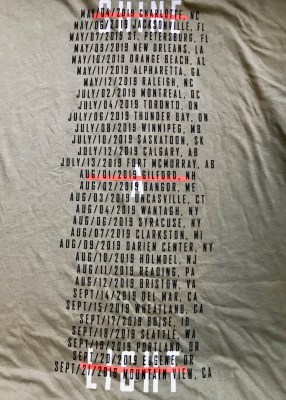 SHINE
MAY/04/2019 CHARLOTTE, NC
MAY/06/2019 JACKSONVILLE, FL
MAY/07/2019 ST. PETERSBURG, FL
MAY/09/2019 NEW ORLEANS, LA
MAY/10/2019 ORANGE BEACH, AL
MAY/11/2019 ALPHARETTA, GA
MAY/12/2019 RALEIGH, NC
JULY/02/2019 MONTREAL, QC
JULY/04/2019 TORONTO, ON
JULY/06/2019 THUNDER BAY, ON
JULY/08/2019 WINNIPEG, MB
JULY/10/2019 SASKATOON, SK
JULY/12/2019 CALGARY, AB
JULY/13/2019 FORT MCMURRAY, AB
AUG/01/2019 GILFORD, NH
AUG/02/2019 BANGOR, ME
AUG/03/2019 UNCASVILLE, CT
AUG/04/2019 WANTAGH, NY
AUG/06/2019 SYRACUSE, NY
AUG/07/2019 CLARKSTON, MI
AUG/09/2019 DARIEN CENTER, NY
AUG/10/2019 HOLMDEL, NJ
AUG/11/2019 READING, PA
AUG/12/2019 BRISTOW, VA
SEPT/14/2019 DEL MAR, CA
SEPT/15/2019 WHEATLAND, CA
SEPT/17/2019 BOISE, ID
SEPT/18/2019 SEATTLE, WA
SEPT/19/2019 PORTLAND, OR
SEPT/20/2019 EUGENE, OR
SEPT/21/2019 MOUNTAIN VIEW, CA
LIGHT